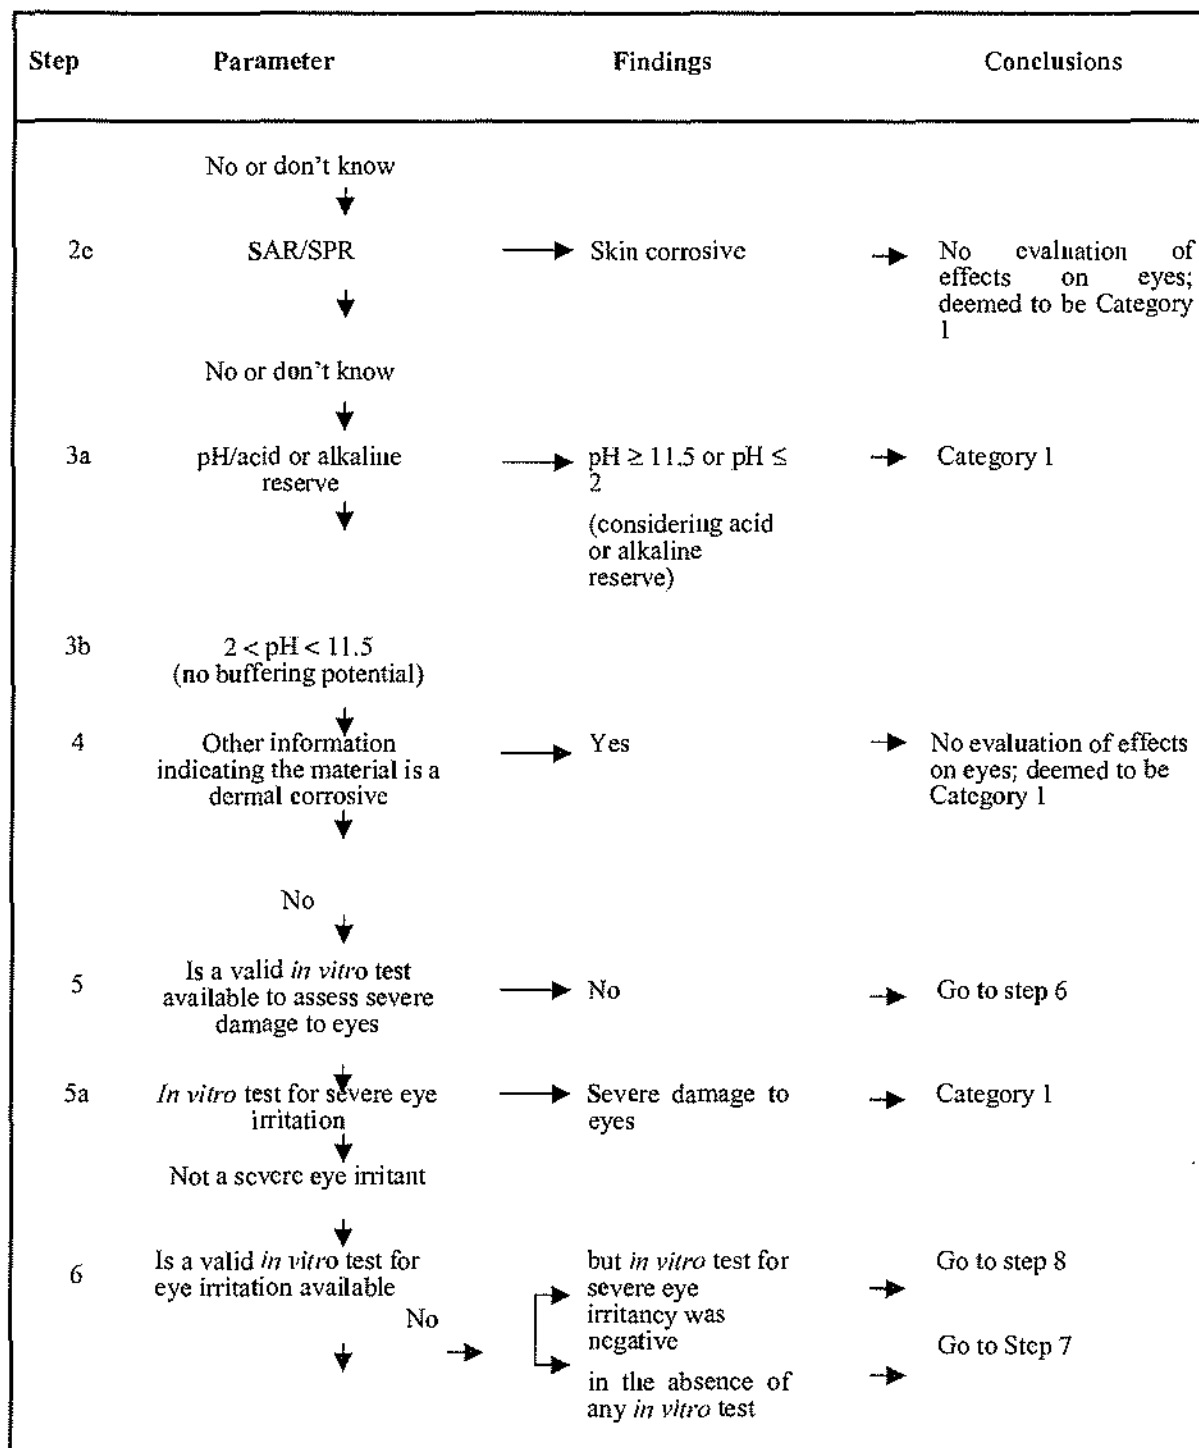 Step Parameter Findings Conclusions
No or don't know
2c SAR/SPR Skin corrosive No evaluation of
effects on eyes;
deemed to be Category
1
No or don't know
3a pH/acid or alkaline pH ≥ 11.5 or pH ≤ Category 1
reserve 2
(considering acid
or alkaline
reserve)
3b 2 < pH < 11.5
(no buffering potential)
4 Other information Yes No evaluation of effects
indicating the material is a on eyes; deemed to be
dermal corrosive Category 1
No
Is a valid in vitro test
5 available to assess severe No Go to step 6
damage to eyes
5a In vitro test for severe eye Severe damage to Category 1
irritation eyes
Not a severe eye irritant
6 Is a valid in vitro test for but in vitro test for Go to step 8
eye irritation available severe eye
No irritancy was
negative Go to Step 7
in the absence of
any in vitro test